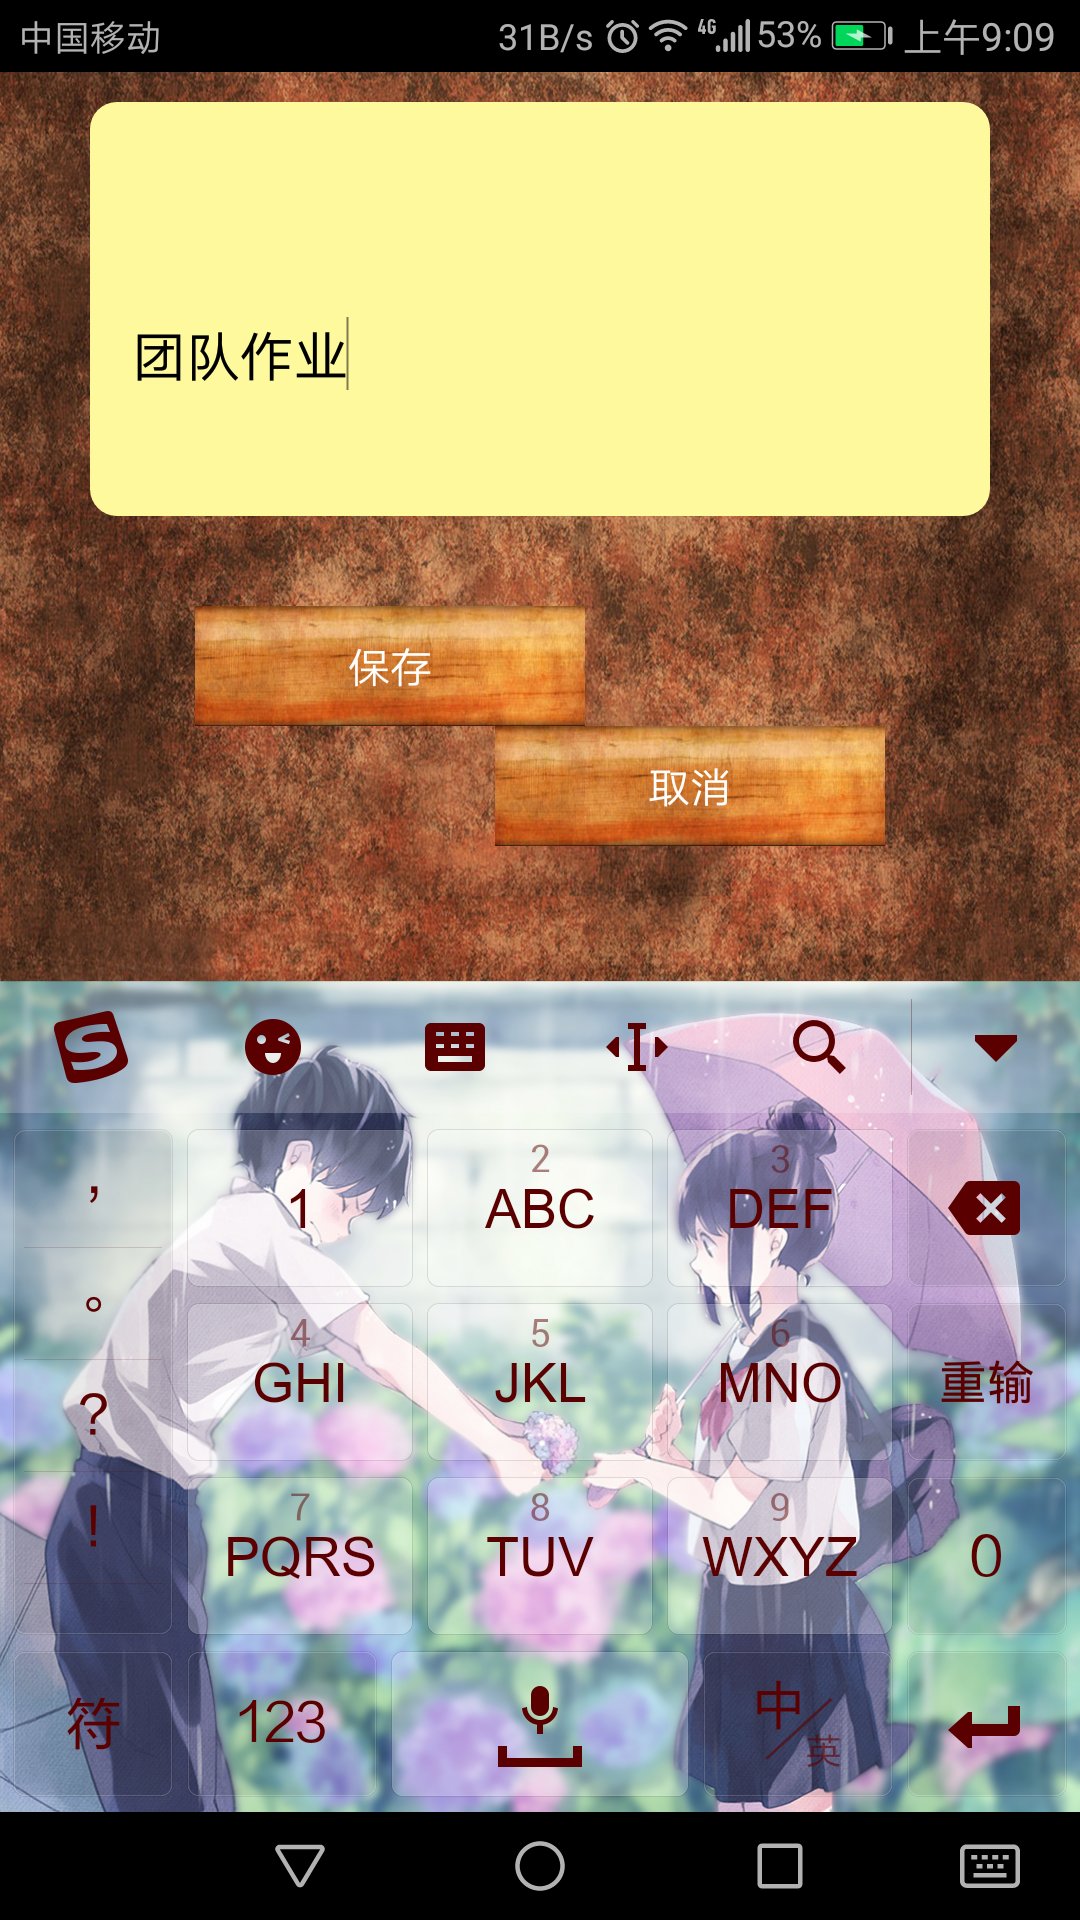 中国移动 31B/s 4G 53% 上午9:09
团队作业
保存
取消
S
, 1 2 ABC 3 DEF
。 4 GHI 5 JKL 6 MNO 重输
?
! 7 PQRS 8 TUV 9 WXYZ 0
符 123 中/英